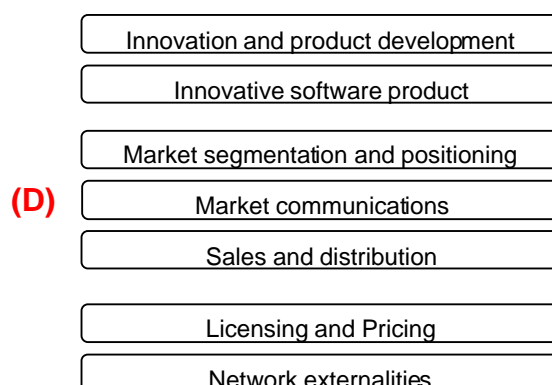 Innovation and product development
Innovative software product
Market segmentation and positioning
(D)
Market communications
Sales and distribution
Licensing and Pricing
Network externalities